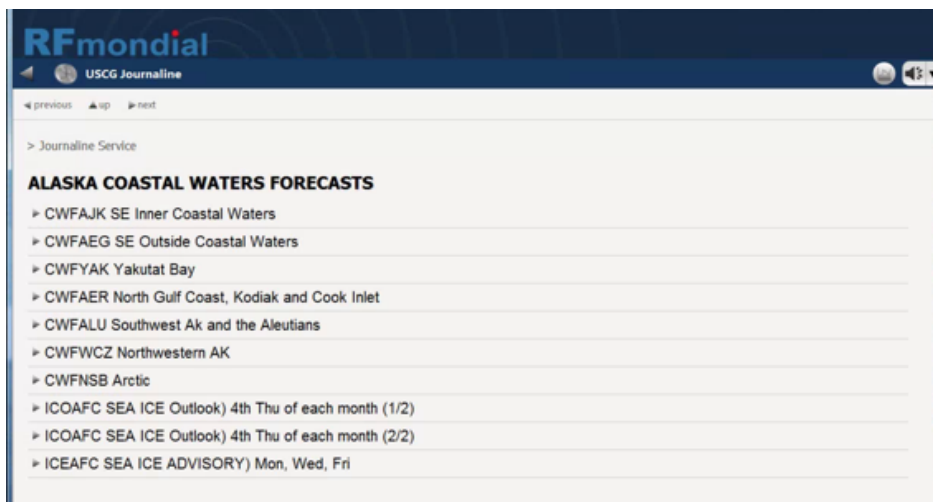 RFmondial
USCG Journaline
previous up next
> Journaline Service
ALASKA COASTAL WATERS FORECASTS
CWFAJK SE Inner Coastal Waters
CWFAEG SE Outside Coastal Waters
CWFYAK Yakutat Bay
CWFAER North Gulf Coast, Kodiak and Cook Inlet
CWFALU Southwest Ak and the Aleutians
CWFWCZ Northwestern AK
CWFNSB Arctic
ICOAFC SEA ICE Outlook) 4th Thu of each month (1/2)
ICOAFC SEA ICE Outlook) 4th Thu of each month (2/2)
ICEAFC SEA ICE ADVISORY) Mon, Wed, Fri